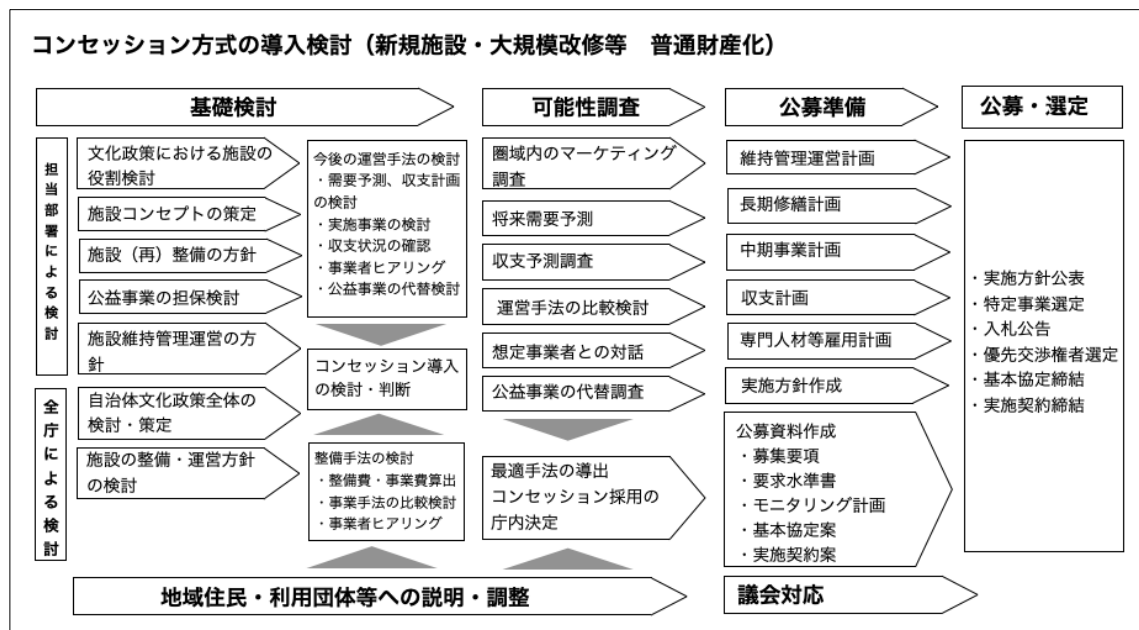 コンセッション方式の導入検討（新規施設・大規模改修等　普通財産化）
基礎検討
可能性調査
公募準備
公募・選定
担当部署による検討
文化政策における施設の
役割検討
施設コンセプトの策定
施設（再）整備の方針
公益事業の担保検討
施設維持管理運営の方
針
全庁による検討
自治体文化政策全体の
検討・策定
施設の整備・運営方針
の検討
今後の運営手法の検討
・需要予測、収支計画
の検討
・実施事業の検討
・収支状況の確認
・事業者ヒアリング
・公益事業の代替検討
コンセッション導入
の検討・判断
整備手法の検討
・整備費・事業費算出
・事業手法の比較検討
・事業者ヒアリング
圏域内のマーケティング
調査
将来需要予測
収支予測調査
運営手法の比較検討
想定事業者との対話
公益事業の代替調査
最適手法の導出
コンセッション採用の
庁内決定
維持管理運営計画
長期修繕計画
中期事業計画
収支計画
専門人材等雇用計画
実施方針作成
公募資料作成
・募集要項
・要求水準書
・モニタリング計画
・基本協定案
・実施契約案
・実施方針公表
・特定事業選定
・入札公告
・優先交渉権者選定
・基本協定締結
・実施契約締結
地域住民・利用団体等への説明・調整
議会対応